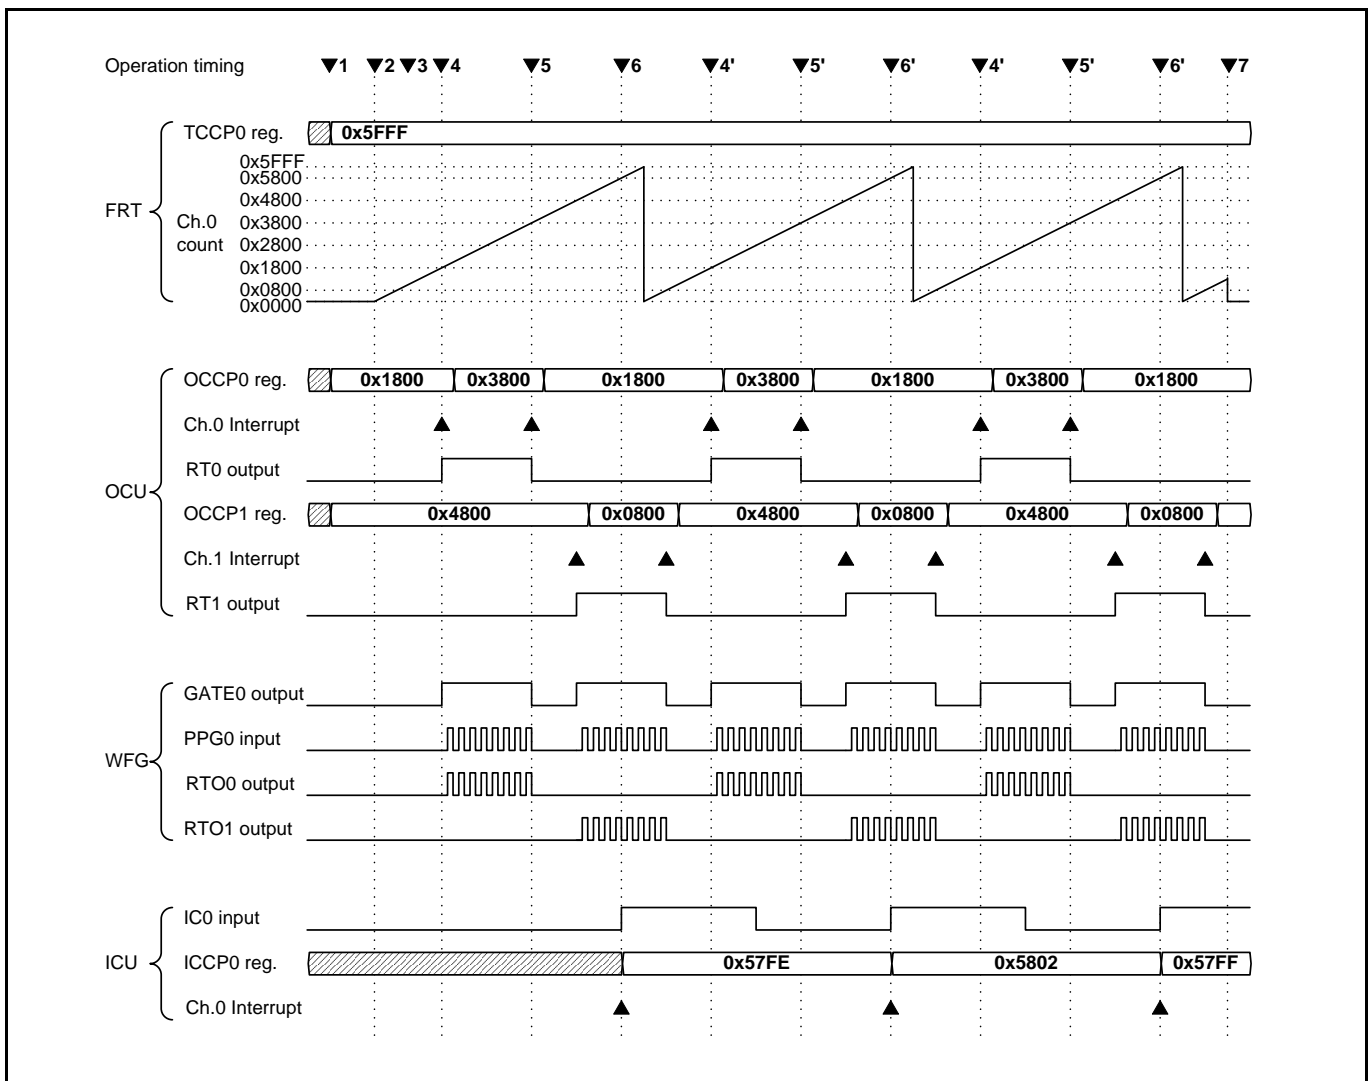 Operation timing
▼1 ▼2 ▼3 ▼4 ▼5 ▼6 ▼4' ▼5' ▼6' ▼4' ▼5' ▼6' ▼7
FRT
TCCP0 reg. 0x5FFF
Ch.0 count
0x5FFF
0x5800
0x4800
0x3800
0x2800
0x1800
0x0800
0x0000
OCU
OCCP0 reg. 0x1800 0x3800 0x1800 0x3800 0x1800 0x3800 0x1800
Ch.0 Interrupt
RT0 output
OCCP1 reg. 0x4800 0x0800 0x4800 0x0800 0x4800 0x0800
Ch.1 Interrupt
RT1 output
WFG
GATE0 output
PPG0 input
RTO0 output
RTO1 output
ICU
IC0 input
ICCP0 reg. 0x57FE 0x5802 0x57FF
Ch.0 Interrupt